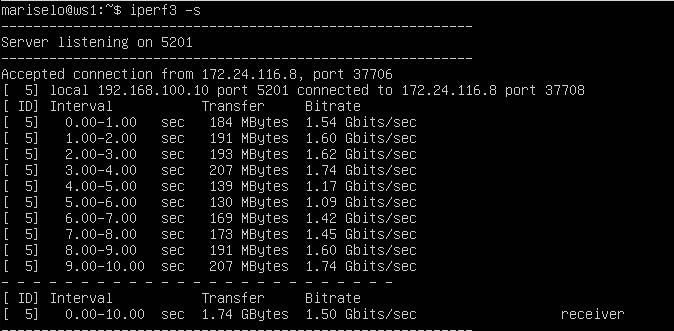 mariselo@ws1:~$ iperf3 -s
-----------------------------------------------------------
Server listening on 5201
-----------------------------------------------------------
Accepted connection from 172.24.116.8, port 37706
[  5] local 192.168.100.10 port 5201 connected to 172.24.116.8 port 37708
[ ID] Interval           Transfer     Bitrate
[  5]   0.00-1.00   sec   184 MBytes  1.54 Gbits/sec
[  5]   1.00-2.00   sec   191 MBytes  1.60 Gbits/sec
[  5]   2.00-3.00   sec   193 MBytes  1.62 Gbits/sec
[  5]   3.00-4.00   sec   207 MBytes  1.74 Gbits/sec
[  5]   4.00-5.00   sec   139 MBytes  1.17 Gbits/sec
[  5]   5.00-6.00   sec   130 MBytes  1.09 Gbits/sec
[  5]   6.00-7.00   sec   169 MBytes  1.42 Gbits/sec
[  5]   7.00-8.00   sec   173 MBytes  1.45 Gbits/sec
[  5]   8.00-9.00   sec   191 MBytes  1.60 Gbits/sec
[  5]   9.00-10.00  sec   207 MBytes  1.74 Gbits/sec
- - - - - - - - - - - - - - - - - - - - - - - - -
[ ID] Interval           Transfer     Bitrate
[  5]   0.00-10.00  sec  1.74 GBytes  1.50 Gbits/sec                  receiver
-----------------------------------------------------------